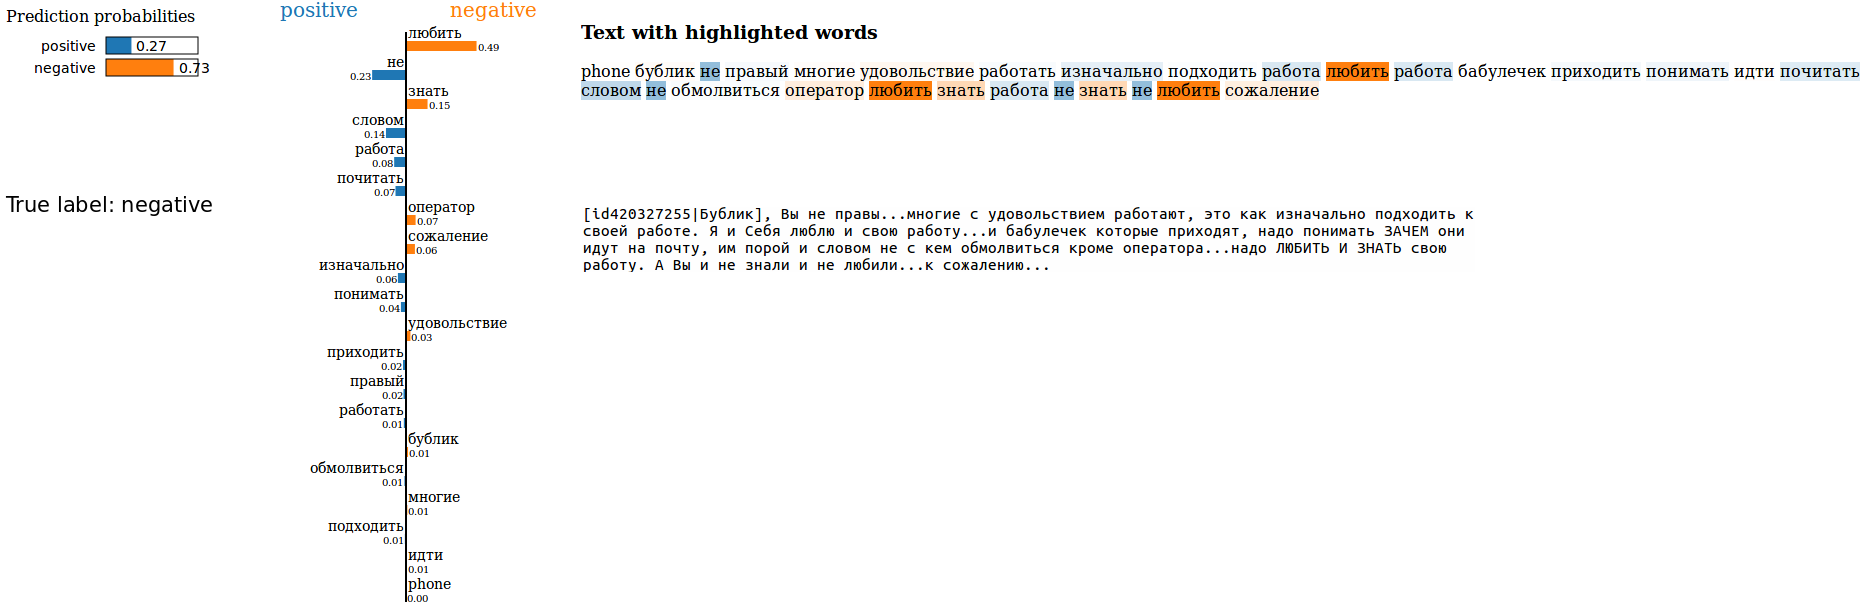 Prediction probabilities
positive 0.27
negative 0.73
True label: negative
positive negative
любить
0.49
не
0.23
знать
0.15
словом
0.14
работа
0.08
почитать
0.07
оператор
0.07
сожаление
0.06
изначально
0.06
понимать
0.04
удовольствие
0.03
приходить
0.02
правый
0.02
работать
0.01
бублик
0.01
обмолвиться
0.01
многие
0.01
подходить
0.01
идти
0.01
phone
0.00
Text with highlighted words
phone бублик не правый многие удовольствие работать изначально подходить работа любить работа бабулечек приходить понимать идти почитать
словом не обмолвиться оператор любить знать работа не знать не любить сожаление
[id420327255|Бублик], Вы не правы...многие с удовольствием работают, это как изначально подходить к
своей работе. Я и Себя люблю и свою работу...и бабулечек которые приходят, надо понимать ЗАЧЕМ они
идут на почту, им порой и словом не с кем обмолвиться кроме оператора...надо ЛЮБИТЬ И ЗНАТЬ свою
работу. А Вы и не знали и не любили...к сожалению...